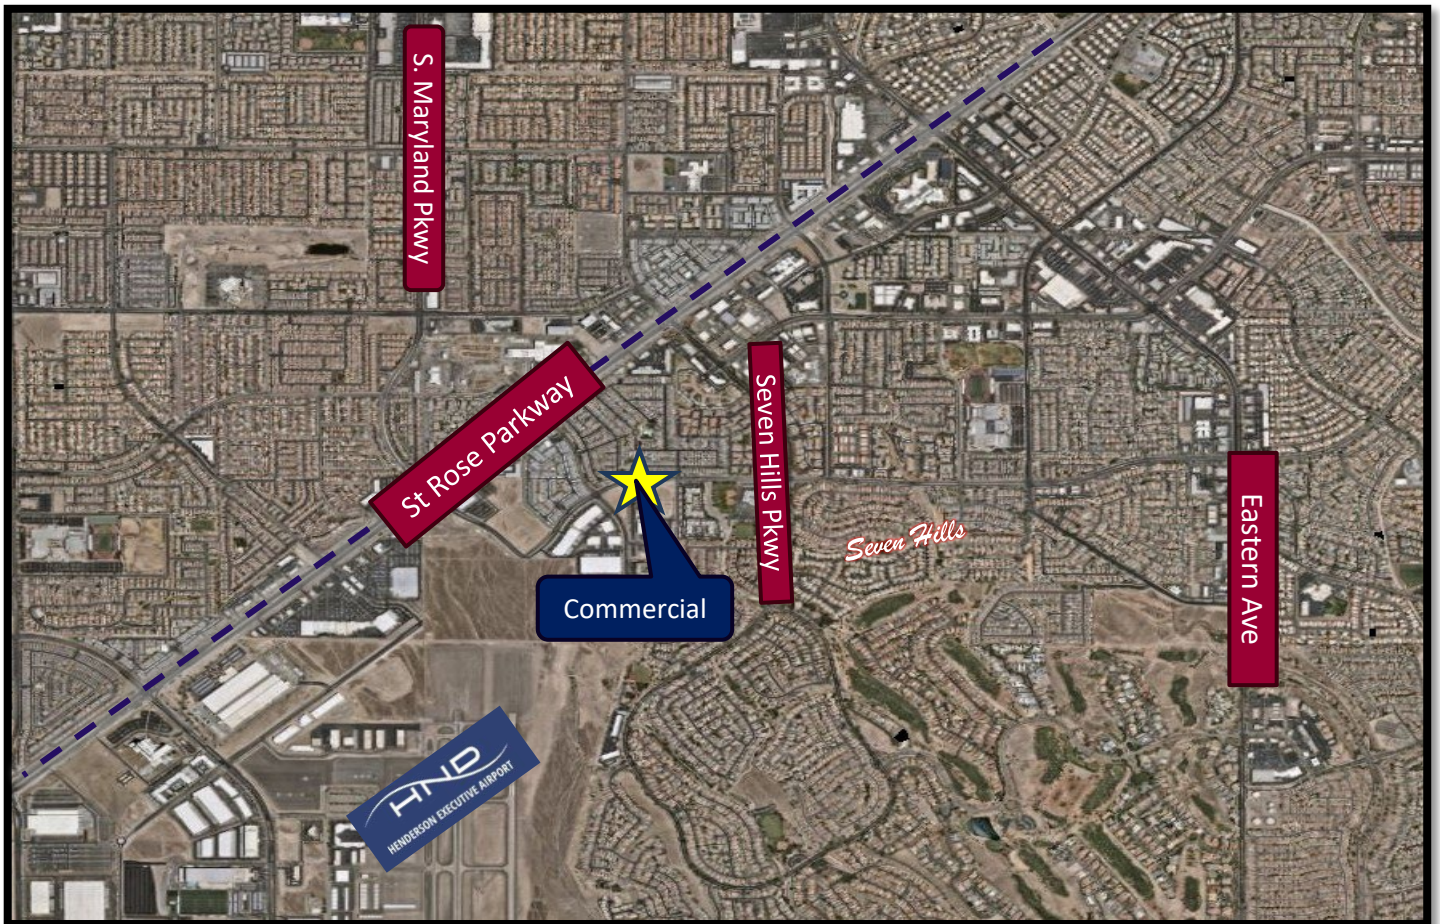 S. Maryland Pkwy
St Rose Parkway
Seven Hills Pkwy
Seven Hills
Eastern Ave
Commercial
HND
HENDERSON EXECUTIVE AIRPORT